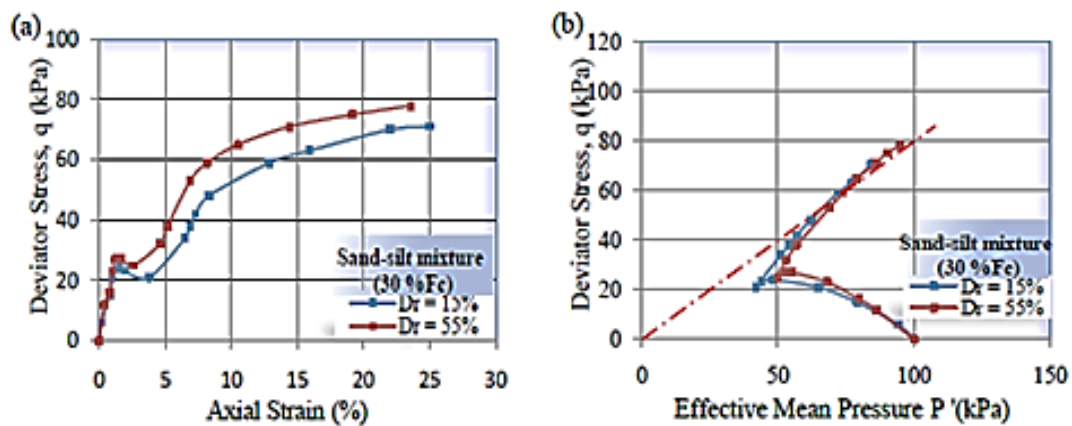 (a)
100
80
60
40
20
0
Deviator Stress, q (kPa)
0 5 10 15 20 25 30
Axial Strain (%)
Sand-silt mixture
(30 %Fc)
Dr = 15%
Dr = 55%
(b)
120
100
80
60
40
20
0
Deviator Stress, q (kPa)
0 50 100 150
Effective Mean Pressure P '(kPa)
Sand-silt mixture
(30 %Fc)
Dr = 15%
Dr = 55%